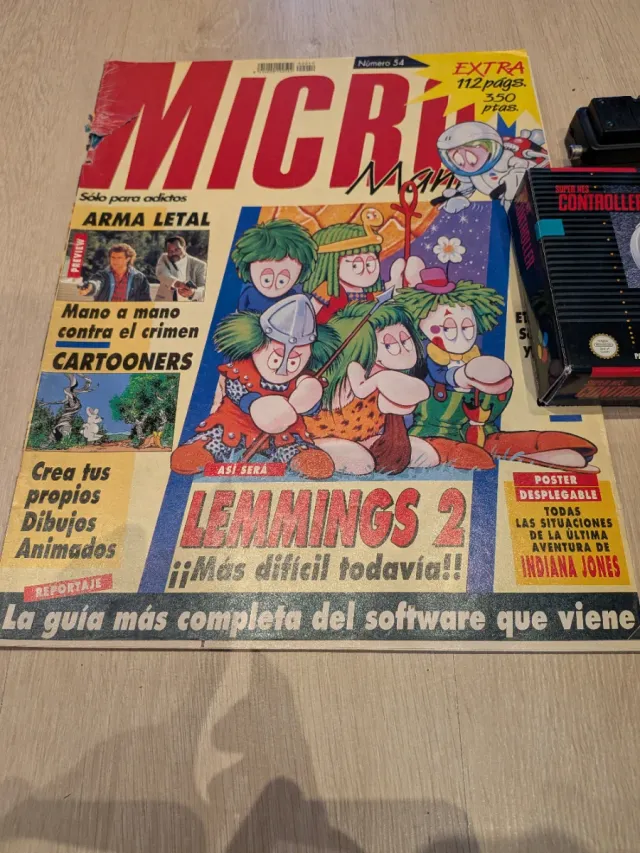 Número 54
EXTRA
112 págs.
350
ptas.
MICRO
Sólo para adictos
ARMA LETAL
PREVIEW
Mano a mano
contra el crimen
CARTOONERS
Crea tus
propios
Dibujos
Animados
ASÍ SERÁ
LEMMINGS 2
¡¡Más difícil todavía!!
POSTER
DESPLEGABLE
TODAS
LAS SITUACIONES
DE LA ÚLTIMA
AVENTURA DE
INDIANA JONES
REPORTAJE
La guía más completa del software que viene
SUPER NES
CONTROLLER
CONTROLLER